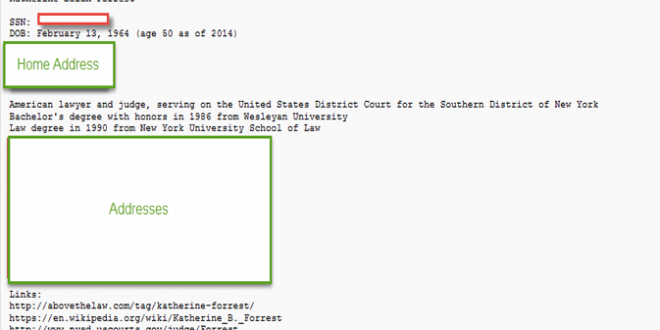 SSN:
DOB: February 13, 1964 (age 50 as of 2014)
Home Address
American lawyer and judge, serving on the United States District Court for the Southern District of New York
Bachelor's degree with honors in 1986 from Wesleyan University
Law degree in 1990 from New York University School of Law
Addresses
Links:
http://abovethelaw.com/tag/katherine-forrest/
https://en.wikipedia.org/wiki/Katherine_B._Forrest